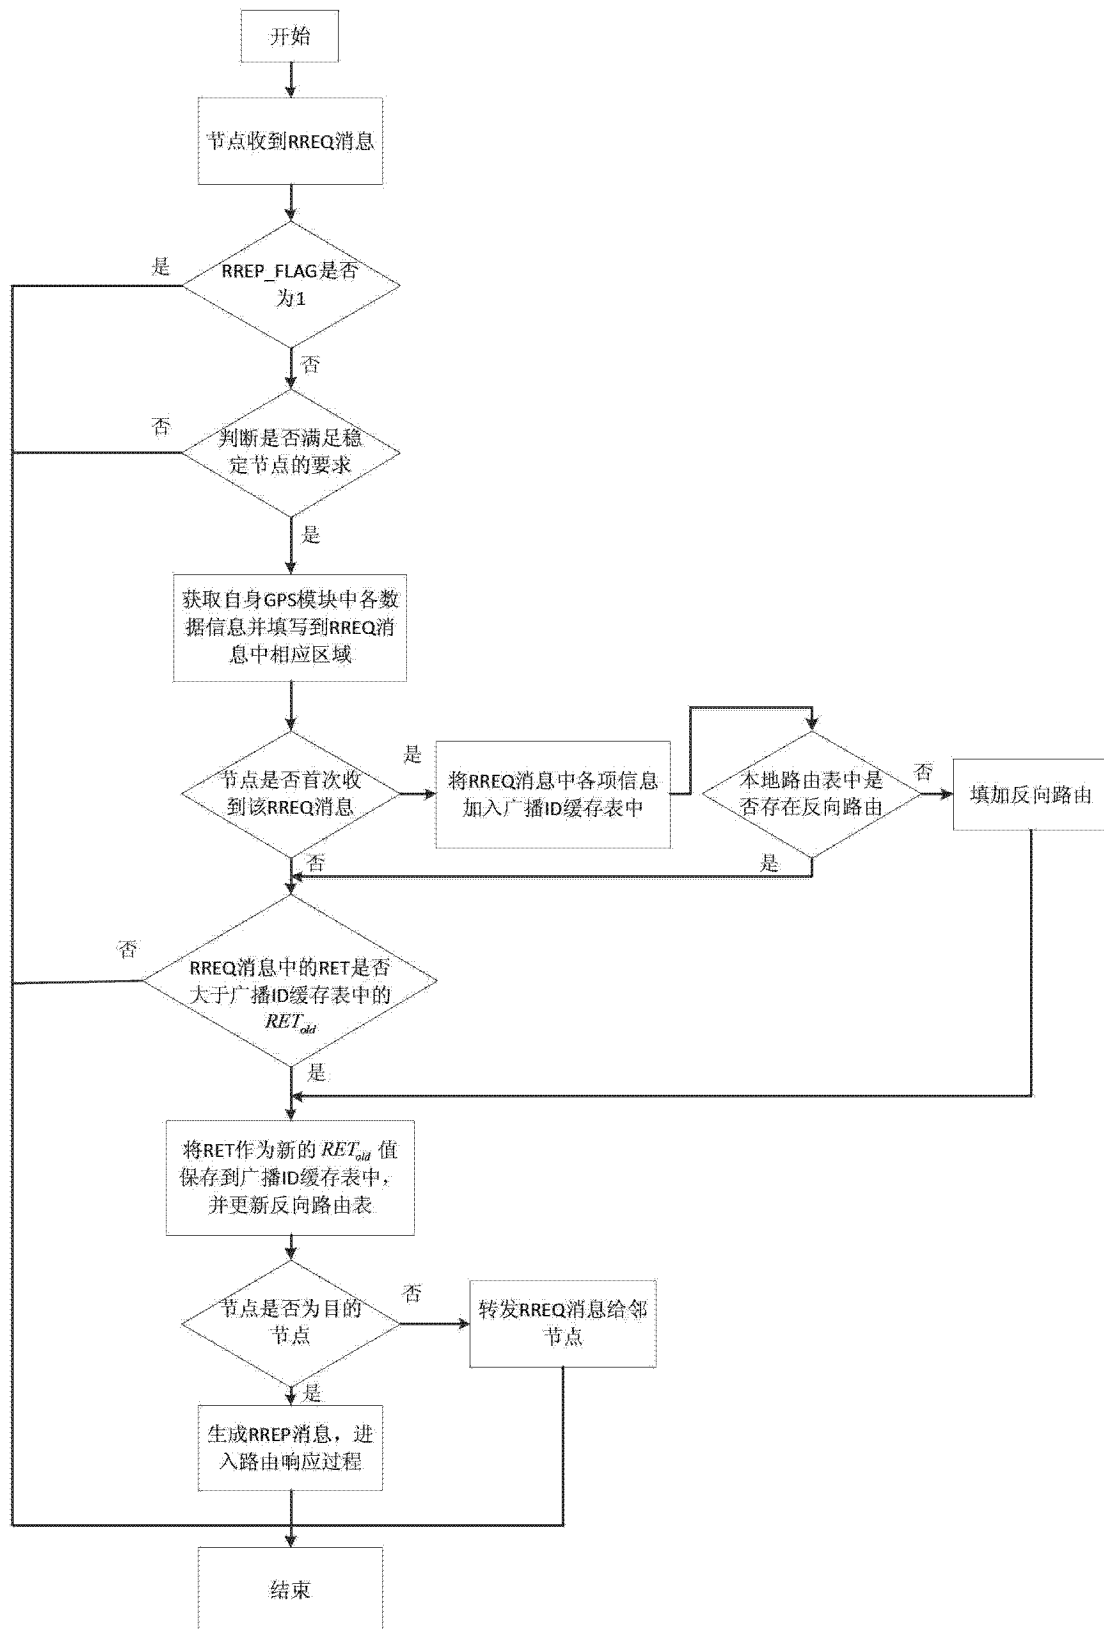 开始
节点收到RREQ消息
是
RREP_FLAG是否
为1
否
否
判断是否满足稳
定节点的要求
是
获取自身GPS模块中各数
据信息并填写到RREQ消
息中相应区域
节点是否首次收
到该RREQ消息
是
将RREQ消息中各项信息
加入广播ID缓存表中
本地路由表中是
否存在反向路由
否
填加反向路由
否
是
否
RREQ消息中的RET是否
大于广播ID缓存表中的
RET_old
是
将RET作为新的 RET_old 值
保存到广播ID缓存表中，
并更新反向路由表
节点是否为目的
节点
否
转发RREQ消息给邻
节点
是
生成RREP消息，进
入路由响应过程
结束